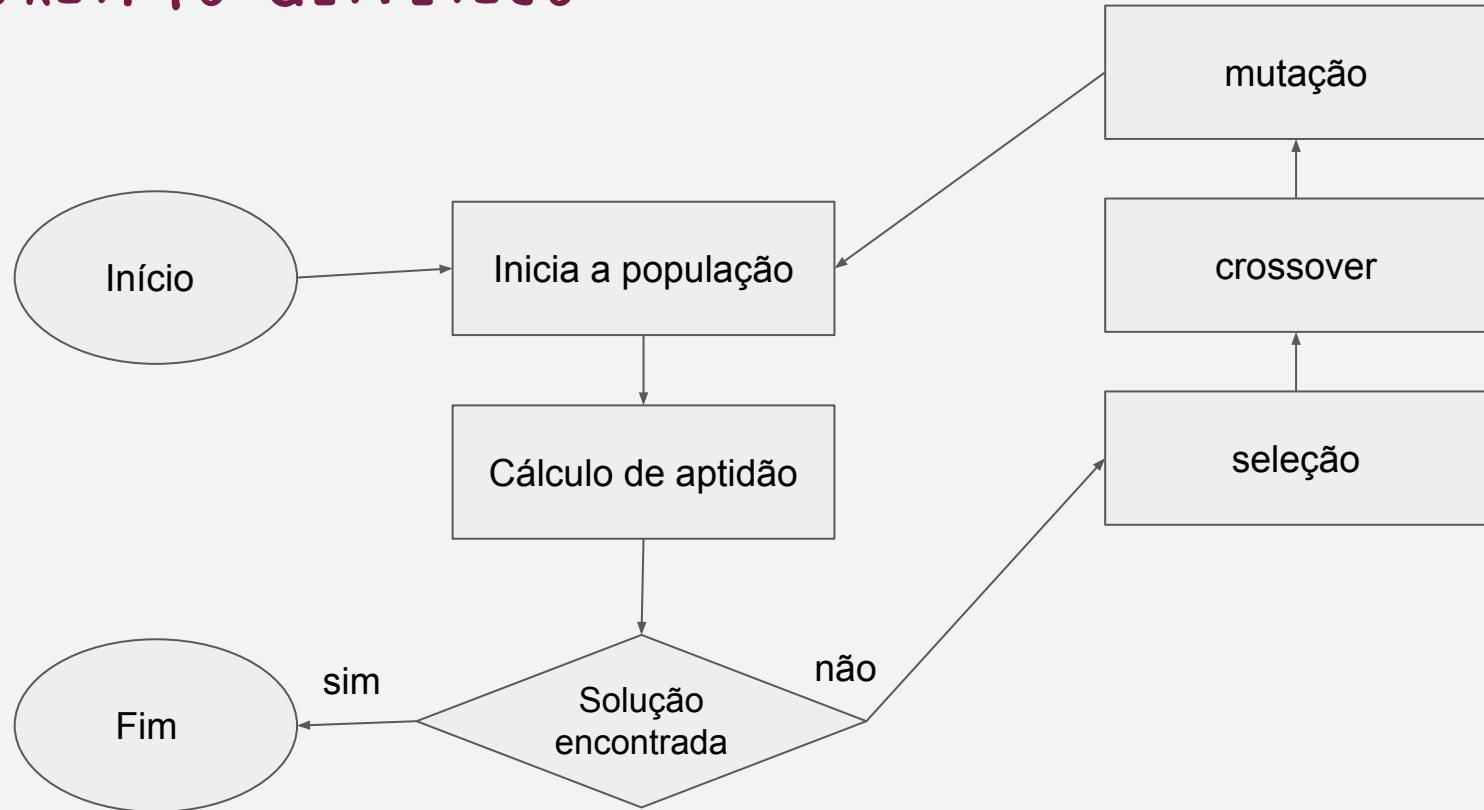 mutação
Início
Inicia a população
crossover
Cálculo de aptidão
seleção
sim
não
Fim
Solução
encontrada